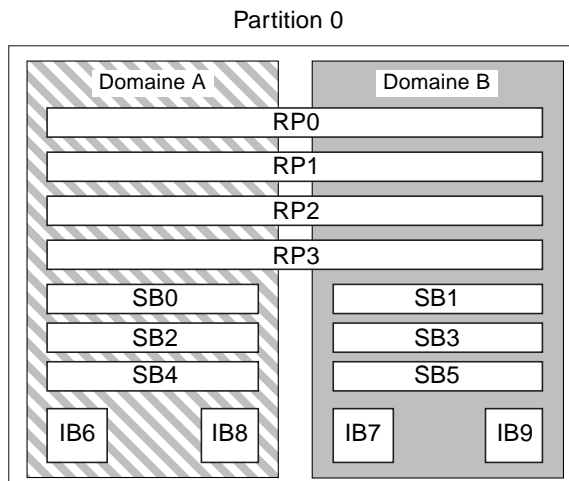 Partition 0
Domaine A Domaine B
RP0
RP1
RP2
RP3
SB0 SB1
SB2 SB3
SB4 SB5
IB6 IB8 IB7 IB9